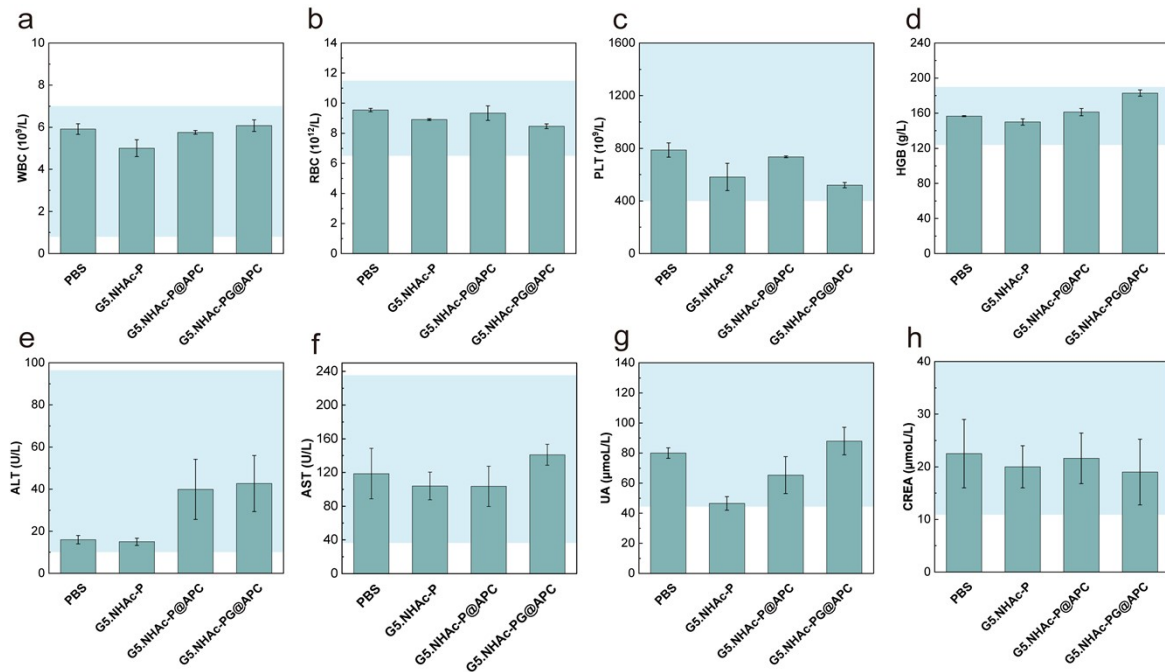 a
WBC (10⁹/L)
10
8
6
4
2
0
PBS
G5.NHAc-P
G5.NHAc-P@APC
G5.NHAc-PG@APC
b
RBC (10¹²/L)
14
12
10
8
6
4
2
0
PBS
G5.NHAc-P
G5.NHAc-P@APC
G5.NHAc-PG@APC
c
PLT (10⁹/L)
1600
1200
800
400
0
PBS
G5.NHAc-P
G5.NHAc-P@APC
G5.NHAc-PG@APC
d
HGB (g/L)
240
200
160
120
80
40
0
PBS
G5.NHAc-P
G5.NHAc-P@APC
G5.NHAc-PG@APC
e
ALT (U/L)
100
80
60
40
20
0
PBS
G5.NHAc-P
G5.NHAc-P@APC
G5.NHAc-PG@APC
f
AST (U/L)
240
200
160
120
80
40
0
PBS
G5.NHAc-P
G5.NHAc-P@APC
G5.NHAc-PG@APC
g
UA (µmoL/L)
140
120
100
80
60
40
20
0
PBS
G5.NHAc-P
G5.NHAc-P@APC
G5.NHAc-PG@APC
h
CREA (µmoL/L)
40
30
20
10
0
PBS
G5.NHAc-P
G5.NHAc-P@APC
G5.NHAc-PG@APC